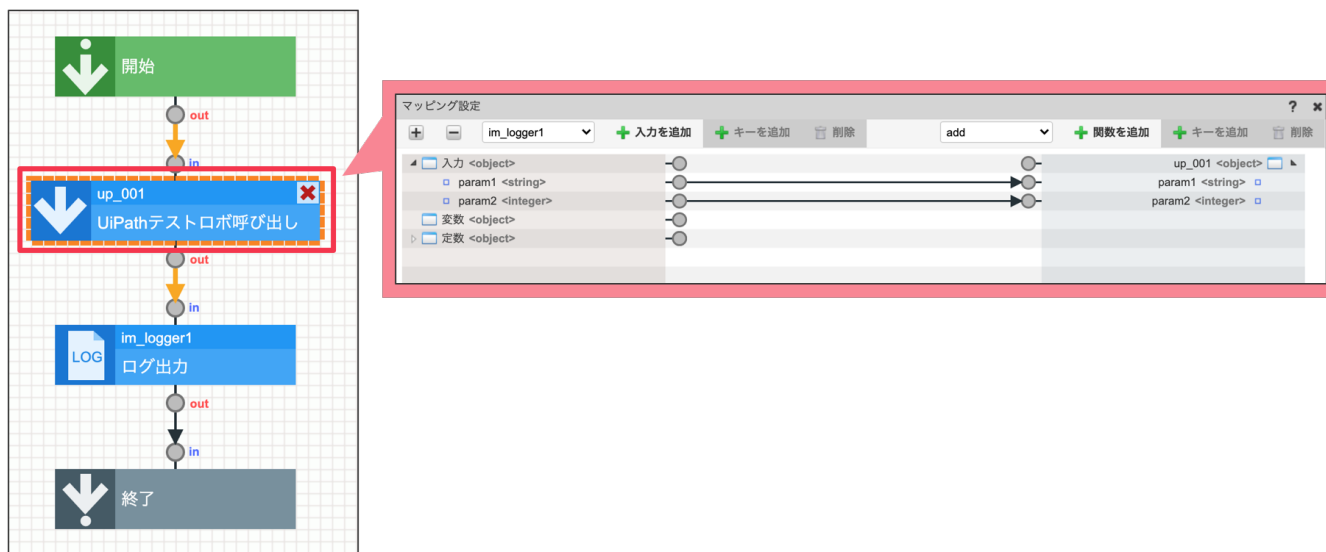 開始
out
in
up_001
UiPathテストロボ呼び出し
out
in
im_logger1
LOG
ログ出力
out
in
終了
マッピング設定 ?
im_logger1 入力を追加 キーを追加 削除 add 関数を追加 キーを追加 削除
入力 <object> up_001 <object>
param1 <string> param1 <string>
param2 <integer> param2 <integer>
変数 <object>
定数 <object>